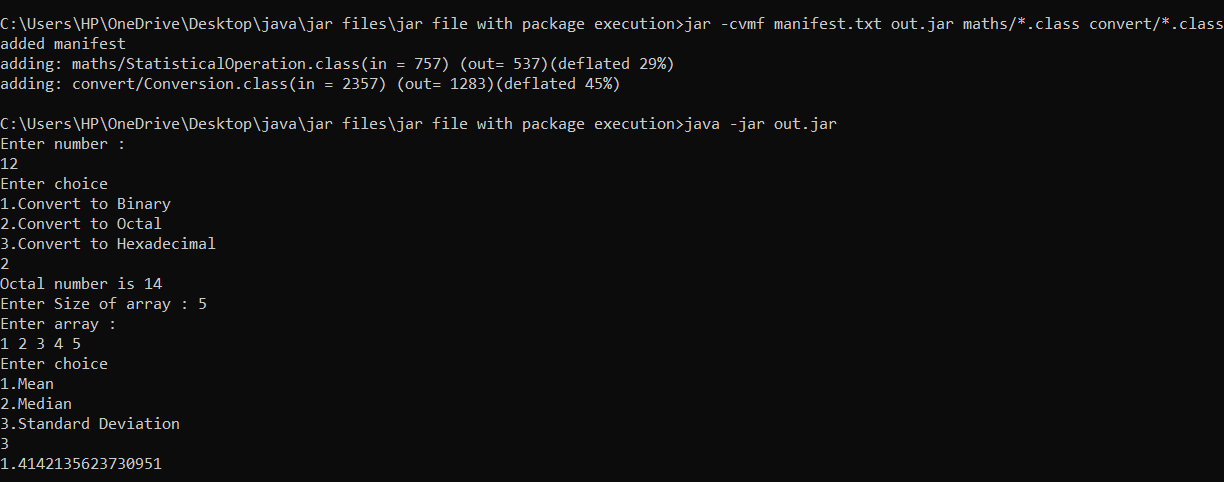 C:\Users\HP\OneDrive\Desktop\java\jar files\jar file with package execution>jar -cvmf manifest.txt out.jar maths/*.class convert/*.class
added manifest
adding: maths/StatisticalOperation.class(in = 757) (out= 537)(deflated 29%)
adding: convert/Conversion.class(in = 2357) (out= 1283)(deflated 45%)
C:\Users\HP\OneDrive\Desktop\java\jar files\jar file with package execution>java -jar out.jar
Enter number :
12
Enter choice
1.Convert to Binary
2.Convert to Octal
3.Convert to Hexadecimal
2
Octal number is 14
Enter Size of array : 5
Enter array :
1 2 3 4 5
Enter choice
1.Mean
2.Median
3.Standard Deviation
3
1.4142135623730951